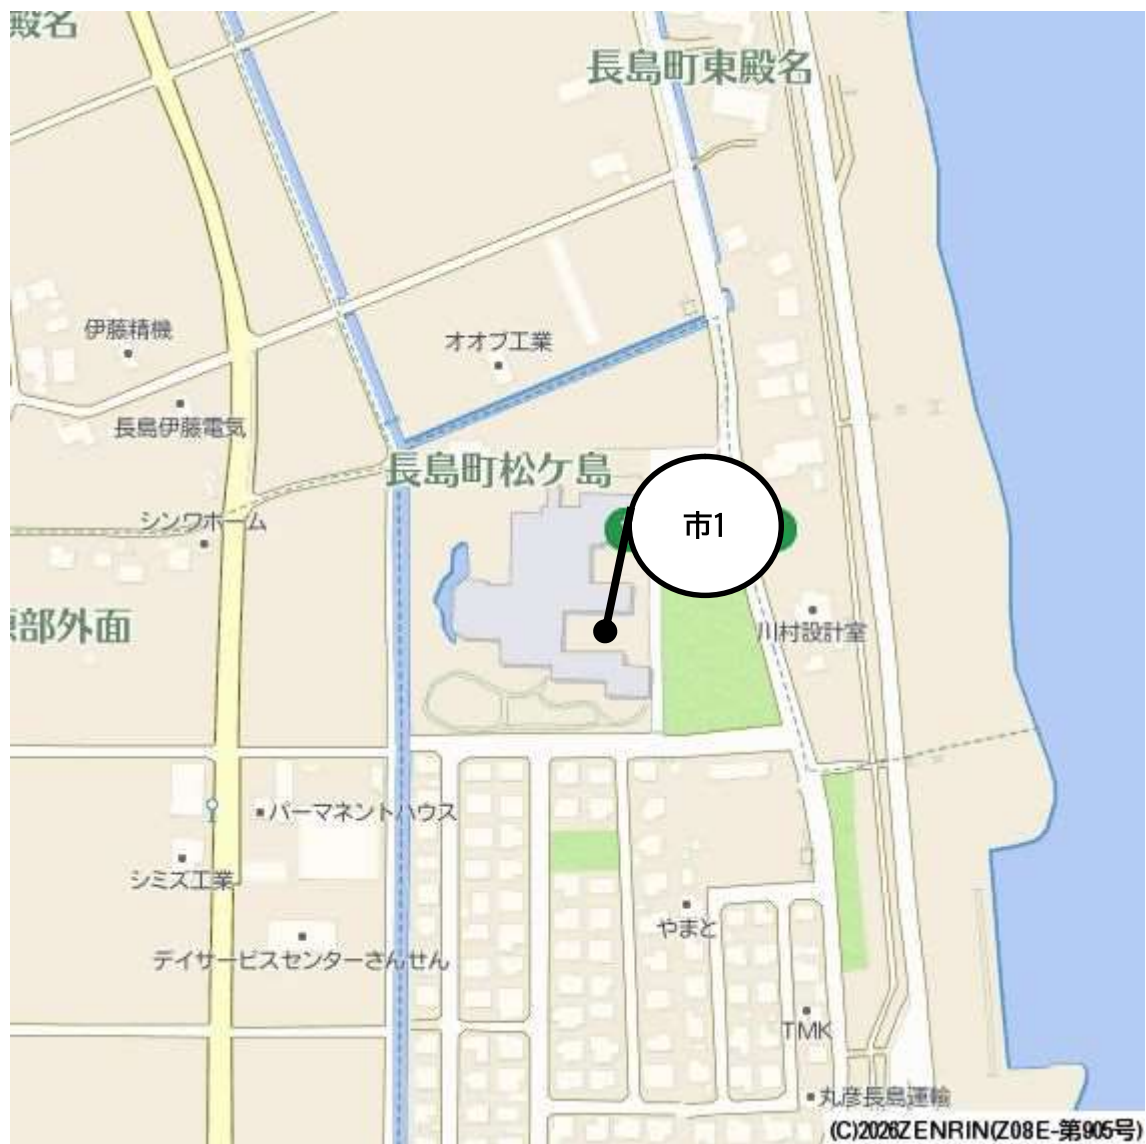 殿名
長島町東殿名
伊藤精機
オオブ工業
長島伊藤電気
長島町松ケ島
シンワホーム
市1
部外面
川村設計室
パーマネントハウス
シミズ工業
やまと
デイサービスセンターさんせん
TMK
丸彦長島運輸
(C)2026ZENRIN(Z08E-第905号)